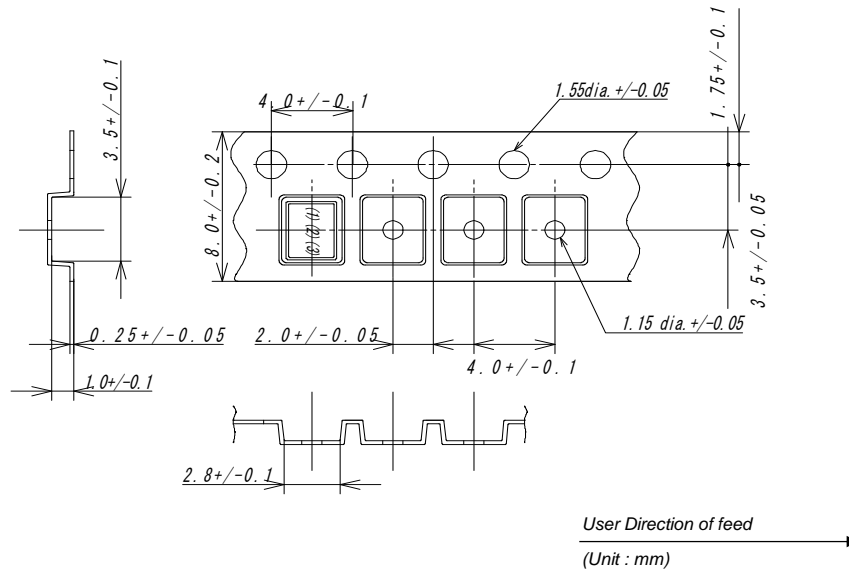 3.5+/-0.1
4.0+/-0.1
1.55dia.+/-0.05
1.75+/-0.1
8.0+/-0.2
(1) (2) (3)
3.5+/-0.05
0.25+/-0.05
2.0+/-0.05
1.15 dia.+/-0.05
4.0+/-0.1
1.0+/-0.1
2.8+/-0.1
User Direction of feed
(Unit : mm)